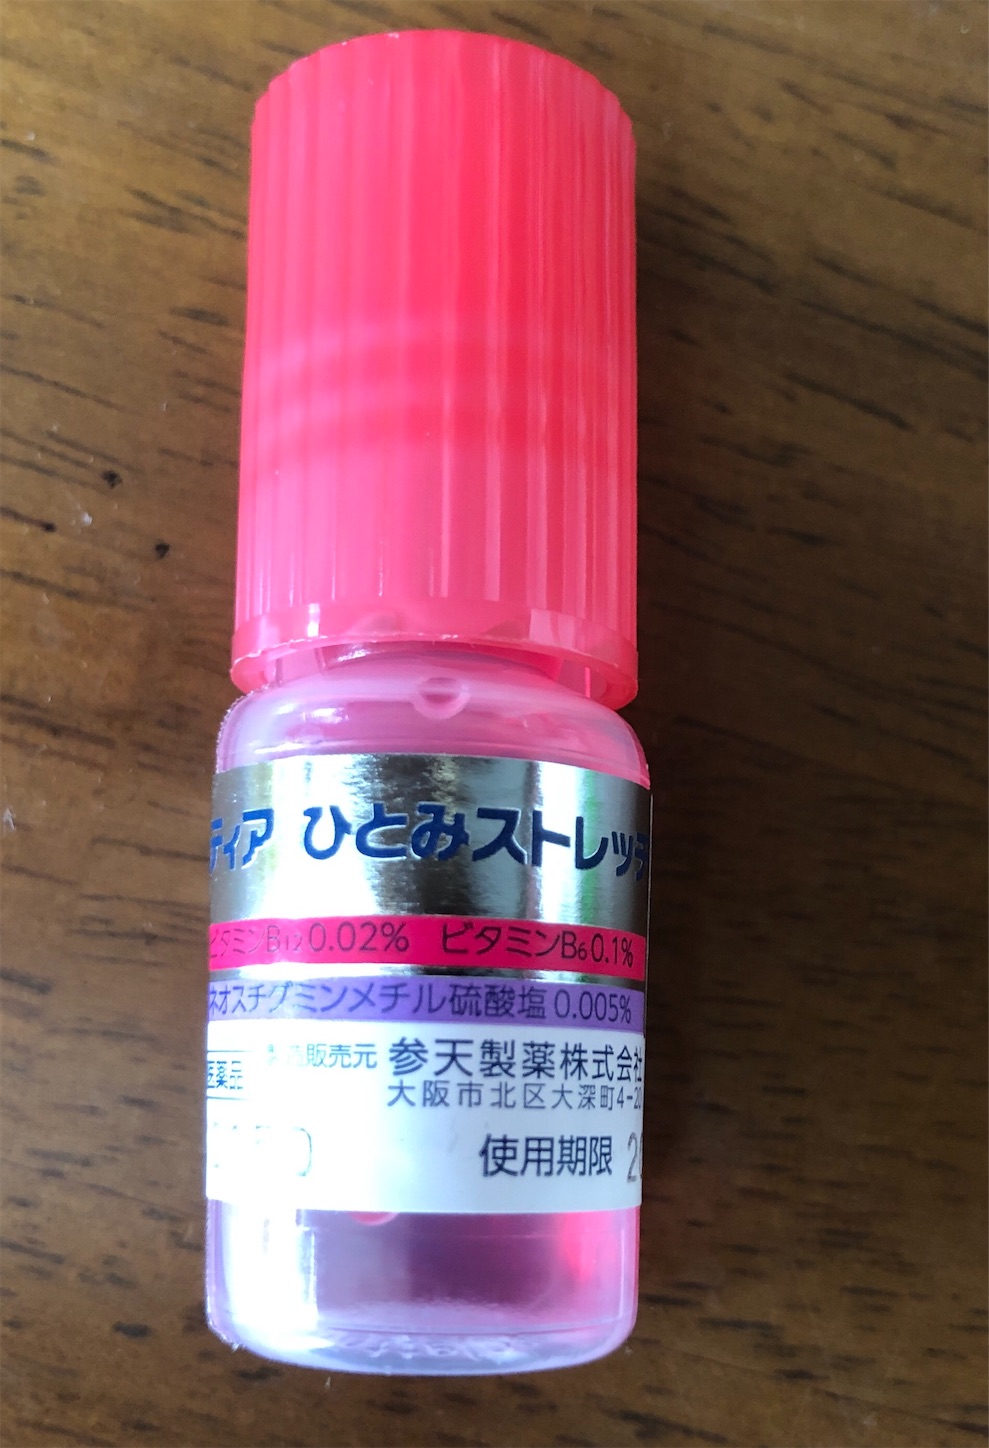 ディア ひとみストレッチ
ビタミンB12 0.02% ビタミンB6 0.1%
ネオスチグミンメチル硫酸塩 0.005%
医薬品 販売元 参天製薬株式会社
大阪市北区大深町4-20
使用期限